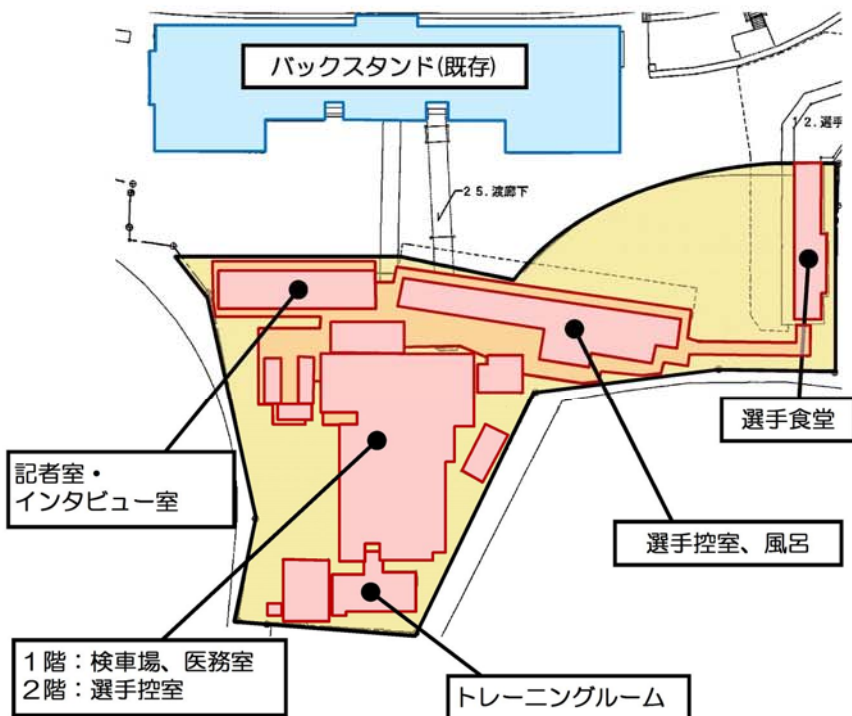 バックスタンド(既存)
12.選手
25.渡廊下
選手食堂
記者室・
インタビュー室
選手控室、風呂
1階：検車場、医務室
2階：選手控室
トレーニングルーム